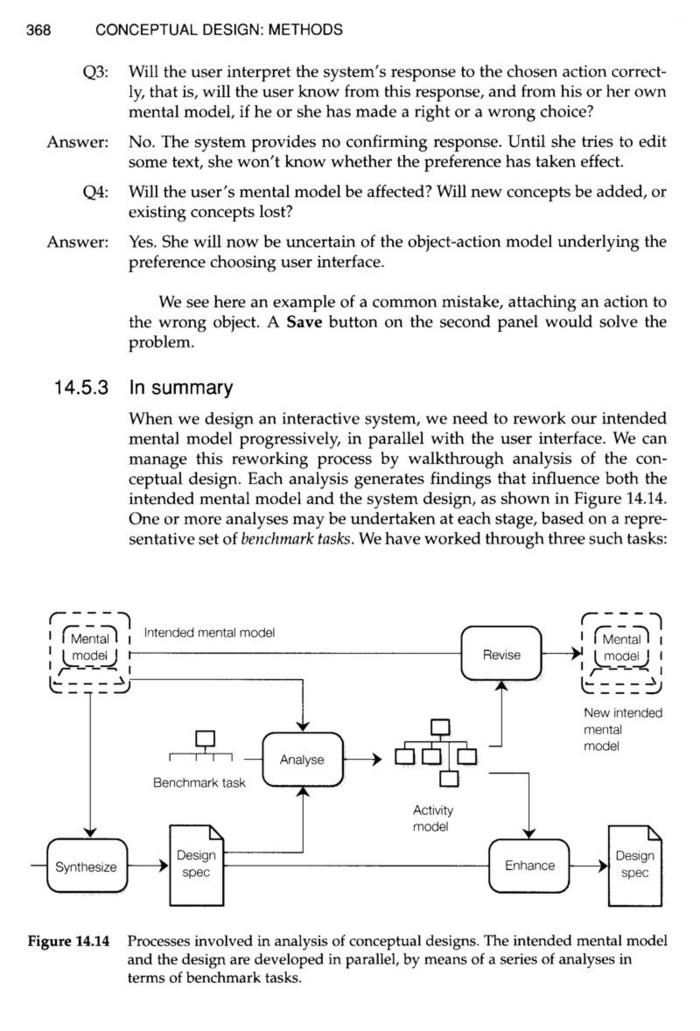 368 CONCEPTUAL DESIGN: METHODS
Q3: Will the user interpret the system's response to the chosen action correct-
ly, that is, will the user know from this response, and from his or her own
mental model, if he or she has made a right or a wrong choice?
Answer: No. The system provides no confirming response. Until she tries to edit
some text, she won't know whether the preference has taken effect.
Q4: Will the user's mental model be affected? Will new concepts be added, or
existing concepts lost?
Answer: Yes. She will now be uncertain of the object-action model underlying the
preference choosing user interface.
We see here an example of a common mistake, attaching an action to
the wrong object. A Save button on the second panel would solve the
problem.
14.5.3 In summary
When we design an interactive system, we need to rework our intended
mental model progressively, in parallel with the user interface. We can
manage this reworking process by walkthrough analysis of the con-
ceptual design. Each analysis generates findings that influence both the
intended mental model and the system design, as shown in Figure 14.14.
One or more analyses may be undertaken at each stage, based on a repre-
sentative set of benchmark tasks. We have worked through three such tasks:
Mental
model
Intended mental model
Revise
Mental
model
New intended
mental
model
Analyse
Benchmark task
Activity
model
Synthesize
Design
spec
Enhance
Design
spec
Figure 14.14 Processes involved in analysis of conceptual designs. The intended mental model
and the design are developed in parallel, by means of a series of analyses in
terms of benchmark tasks.